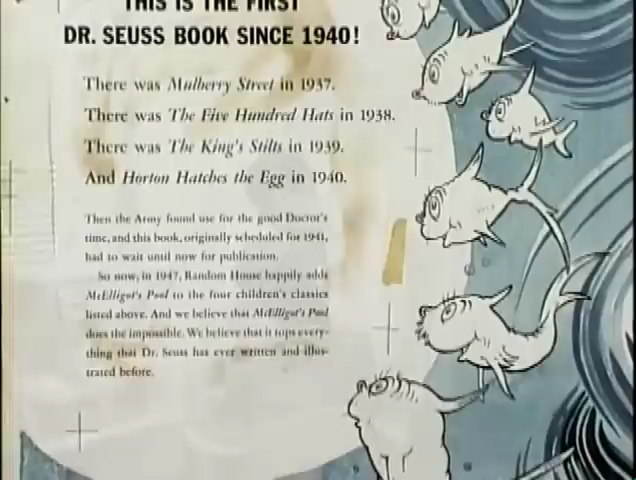 THIS IS THE FIRST
DR. SEUSS BOOK SINCE 1940!
There was Mulberry Street in 1937.
There was The Five Hundred Hats in 1938.
There was The King's Stilts in 1939.
And Horton Hatches the Egg in 1940.
Then the Army found use for the good Doctor's
time, and this book, originally scheduled for 1941,
had to wait until now for publication.
So now, in 1947, Random House happily adds
McElligot's Pool to the four children's classics
listed above. And we believe that McElligot's Pool
does the impossible. We believe that it tops every-
thing that Dr. Seuss has ever written and illus-
trated before.